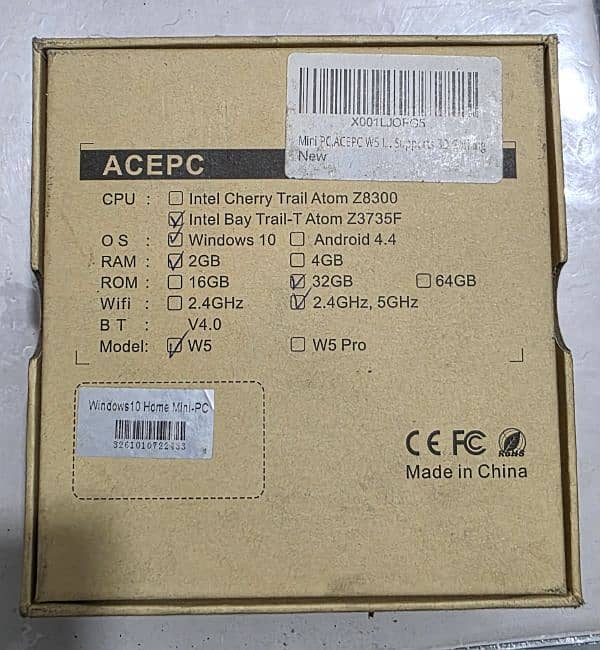 X001LJOFG5
Mini PC,ACEPC W5 I... Supports
New
ACEPC
CPU : ☐ Intel Cherry Trail Atom Z8300
☑ Intel Bay Trail-T Atom Z3735F
O S : ☑ Windows 10 ☐ Android 4.4
RAM : ☑ 2GB ☐ 4GB
ROM : ☐ 16GB ☑ 32GB ☐ 64GB
Wifi : ☐ 2.4GHz ☑ 2.4GHz, 5GHz
B T : V4.0
Model: ☑ W5 ☐ W5 Pro
Windows10 Home Mini-PC
3261010722433
CE FC RoHS
Made in China